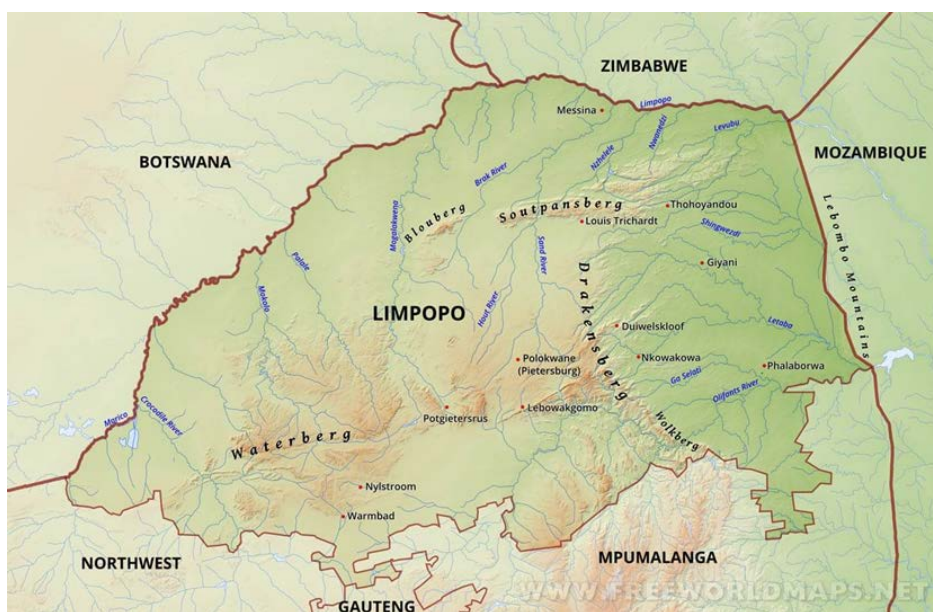 ZIMBABWE
Messina
Limpopo
BOTSWANA
Levubu
Nwanedzi
Nzhelele
MOZAMBIQUE
Brak River
Lebombo Mountains
Soutpansberg
Thohoyandou
Blouberg
Magalakwena
Louis Trichardt
Shingwedzi
Sand River
Palale
Giyani
Drakensberg
Mokolo
LIMPOPO
Hout River
Letaba
Duiwelskloof
Polokwane
(Pietersburg)
Nkowakowa
Phalaborwa
Ga Selati
Olifants River
Marico
Crocodile River
Potgietersrus
Lebowakgomo
Wolkberg
Waterberg
Nylstroom
Warmbad
NORTHWEST
MPUMALANGA
GAUTENG
WWW.FREEWORLDMAPS.NET